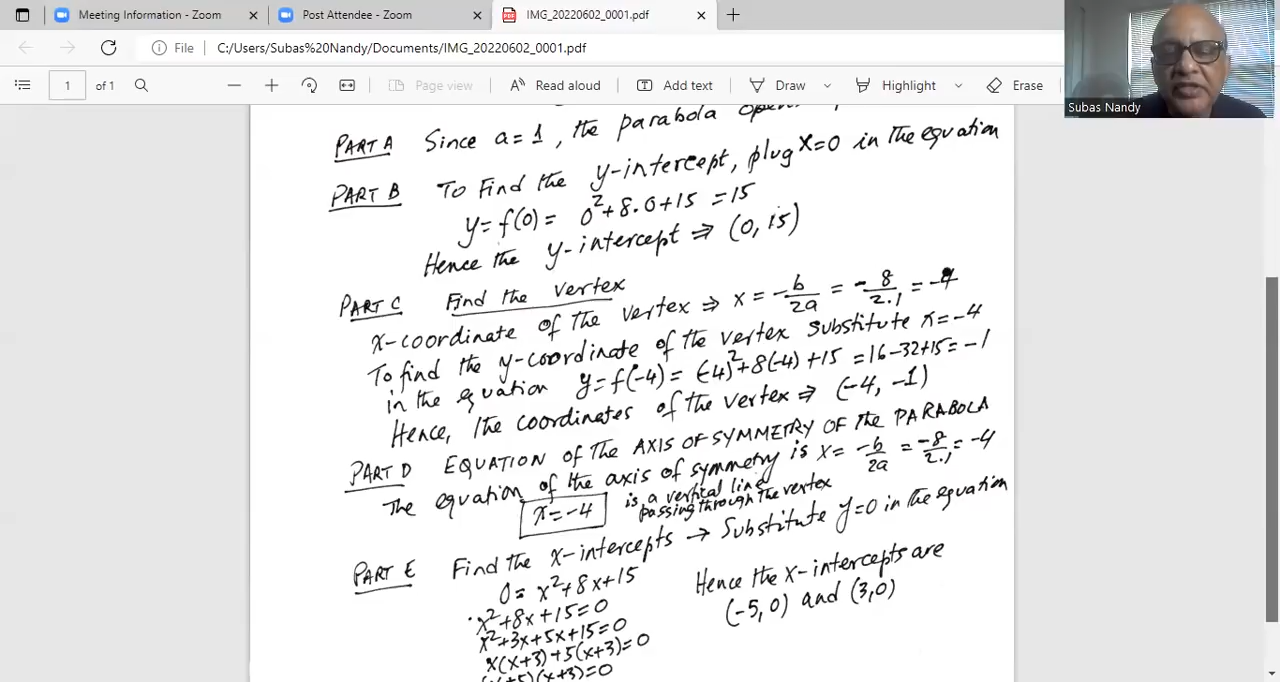 Meeting Information - Zoom
Post Attendee - Zoom
IMG_20220602_0001.pdf
File C:/Users/Subas%20Nandy/Documents/IMG_20220602_0001.pdf
1 of 1 Page view Read aloud Add text Draw Highlight Erase
Subas Nandy
PART A Since a=1, the parabola
PART B To Find the y-intercept, plug x=0 in the equation
y=f(0)= 0²+8.0+15 =15
Hence the y-intercept ⇒ (0, 15)
PART C Find the vertex
x-coordinate of the vertex ⇒ x = -b/2a = -8/2.1 = -4
To find the y-coordinate of the vertex substitute x=-4
in the equation y=f(-4)= (-4)²+8(-4)+15 =16-32+15=-1
Hence, the coordinates of the vertex ⇒ (-4, -1)
PART D EQUATION OF THE AXIS OF SYMMETRY OF the PARABOLA
The equation of the axis of symmetry is x= -b/2a = -8/2.1 = -4
x=-4 is a vertical line
passing through the vertex
PART E Find the x-intercepts → Substitute y=0 in the equation
0= x²+8x+15
x²+8x+15=0
x²+3x+5x+15=0
x(x+3)+5(x+3)=0
(x+5)(x+3)=0
Hence the x-intercepts are
(-5,0) and (3,0)